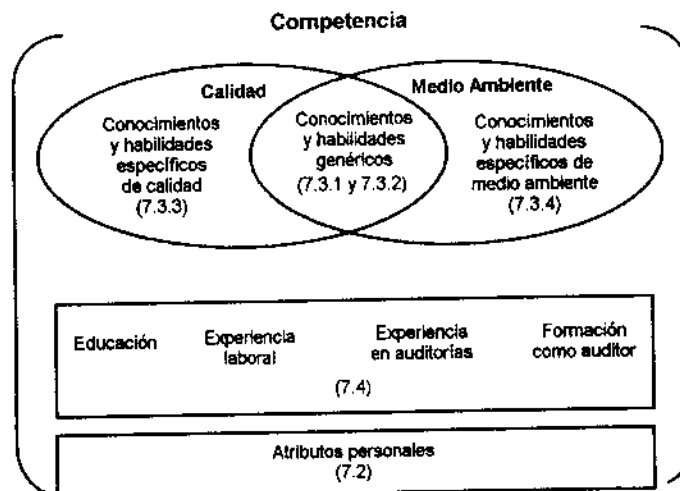 Competencia
Calidad
Medio Ambiente
Conocimientos
y habilidades
específicos
de calidad
(7.3.3)
Conocimientos
y habilidades
genéricos
(7.3.1 y 7.3.2)
Conocimientos
y habilidades
específicos de
medio ambiente
(7.3.4)
Educación
Experiencia
laboral
Experiencia
en auditorías
Formación
como auditor
(7.4)
Atributos personales
(7.2)